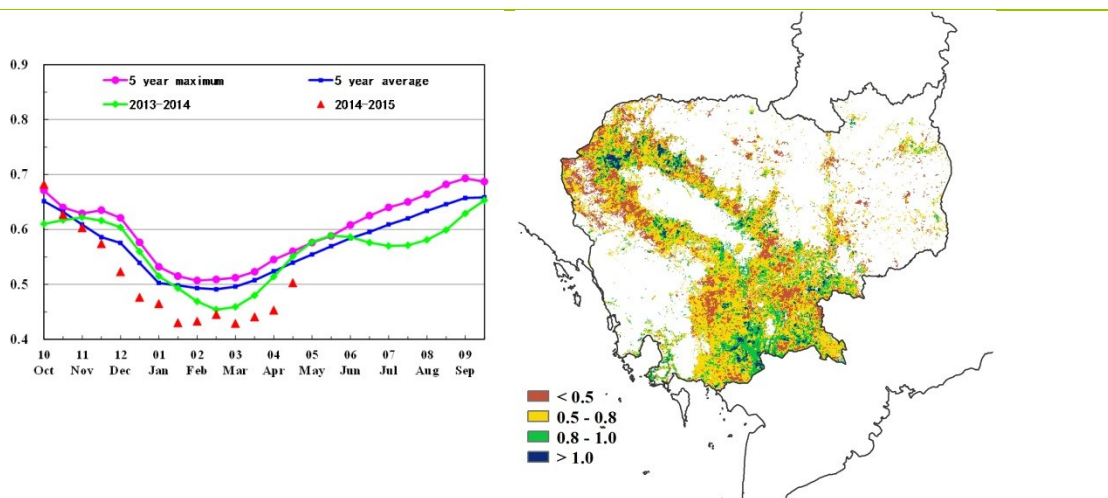 0.9
5 year maximum 5 year average
2013-2014 2014-2015
0.8
0.7
0.6
0.5
0.4
10 11 12 01 02 03 04 05 06 07 08 09
Oct Nov Dec Jan Feb Mar Apr May Jun Jul Aug Sep
< 0.5
0.5 - 0.8
0.8 - 1.0
> 1.0